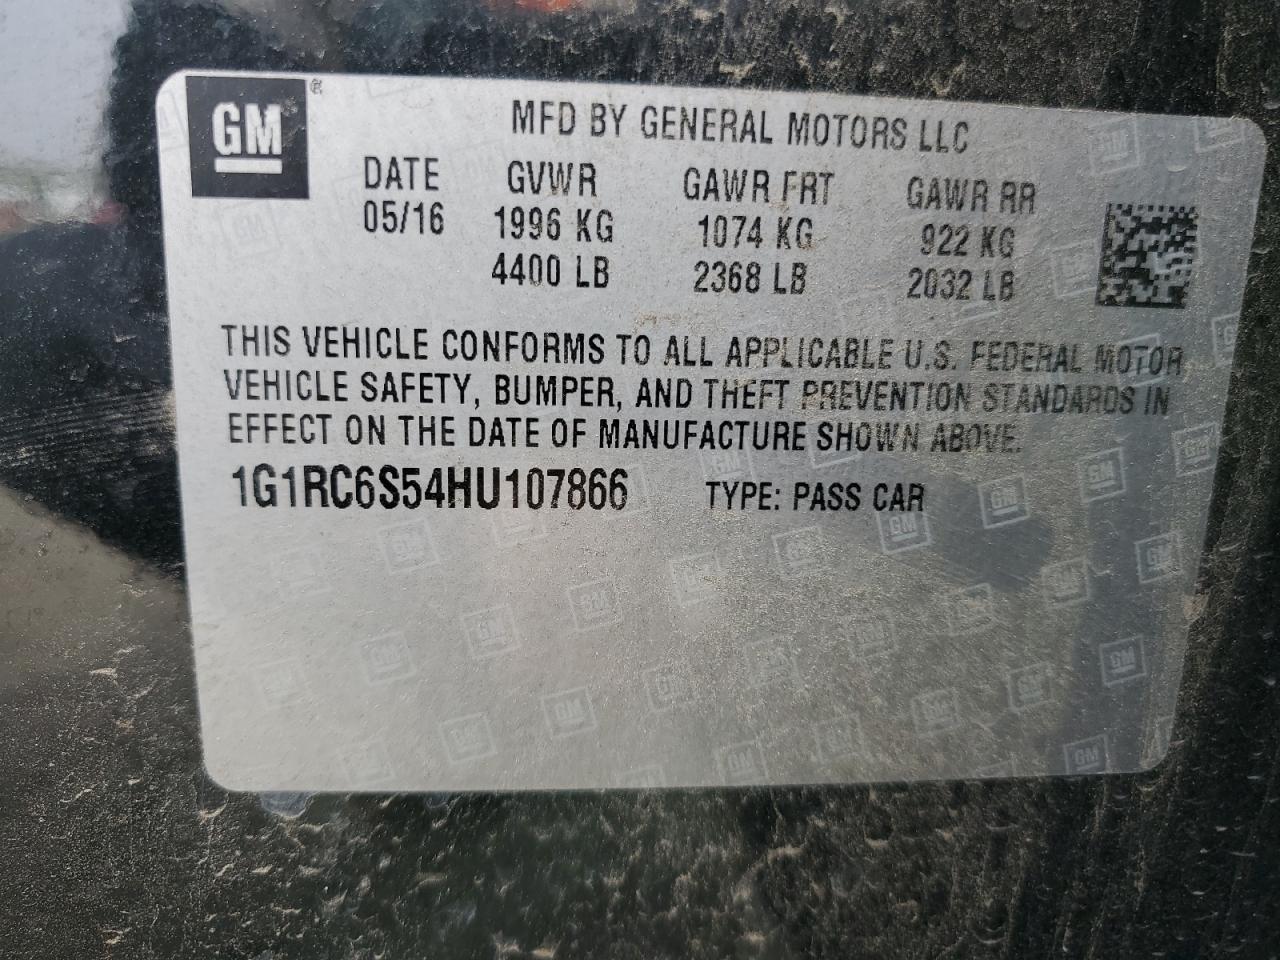 GM®
MFD BY GENERAL MOTORS LLC
DATE GVWR GAWR FRT GAWR RR
05/16 1996 KG 1074 KG 922 KG
4400 LB 2368 LB 2032 LB
THIS VEHICLE CONFORMS TO ALL APPLICABLE U.S. FEDERAL MOTOR
VEHICLE SAFETY, BUMPER, AND THEFT PREVENTION STANDARDS IN
EFFECT ON THE DATE OF MANUFACTURE SHOWN ABOVE.
1G1RC6S54HU107866 TYPE: PASS CAR